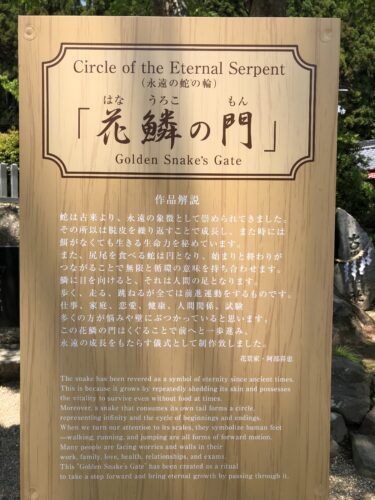 Circle of the Eternal Serpent
（永遠の蛇の輪）
はな うろこ もん
「花鱗の門」
Golden Snake's Gate
作品解説
蛇は古来より、永遠の象徴として崇められてきました。
その所以は脱皮を繰り返すことで成長し、また時には
餌がなくても生きる生命力を秘めています。
また、尻尾を食べる蛇は円となり、始まりと終わりが
つながることで無限と循環の意味を持ち合わせます。
鱗に目を向けると、それは人間の足となります。
歩く、走る、跳ねるが全ては前進運動をするものです。
仕事、家庭、恋愛、健康、人間関係、試験
多くの方が悩みや壁にぶつかっていると思います。
この花鱗の門はくぐることで前へと一歩進み、
永遠の成長をもたらす儀式として制作致しました。
花景家・阿部喜恵
The snake has been revered as a symbol of eternity since ancient times.
This is because it grows by repeatedly shedding its skin and possesses
the vitality to survive even without food at times.
Moreover, a snake that consumes its own tail forms a circle,
representing infinity and the cycle of beginnings and endings.
When we turn our attention to its scales, they symbolize human feet
—walking, running, and jumping are all forms of forward motion.
Many people are facing worries and walls in their
work, family, love, health, relationships, and exams.
This "Golden Snake's Gate" has been created as a ritual
to take a step forward and bring eternal growth by passing through it.